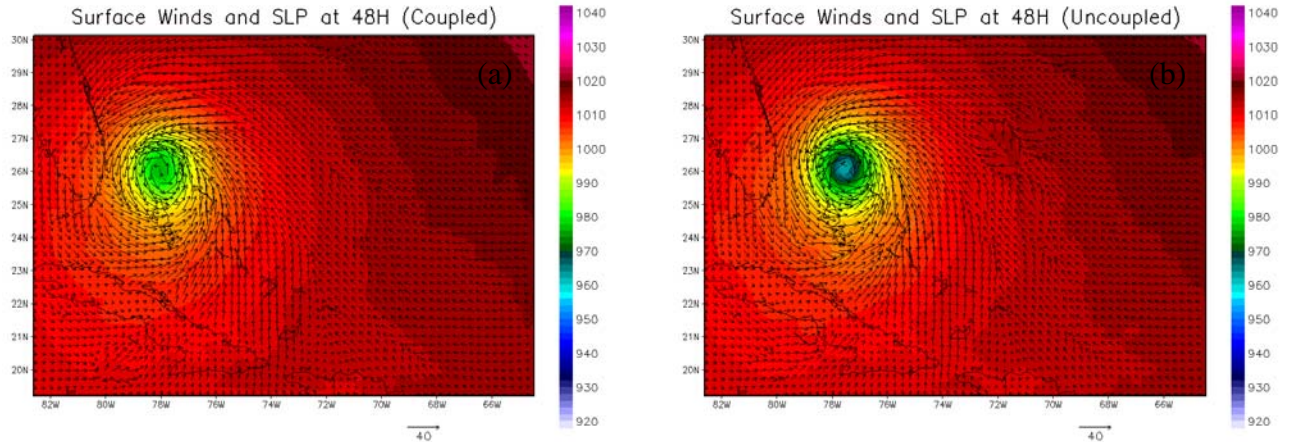 Surface Winds and SLP at 48H (Coupled)
(a)
30N
29N
28N
27N
26N
25N
24N
23N
22N
21N
20N
82W 80W 78W 76W 74W 72W 70W 68W 66W
40
1040
1030
1020
1010
1000
990
980
970
960
950
940
930
920
Surface Winds and SLP at 48H (Uncoupled)
(b)
30N
29N
28N
27N
26N
25N
24N
23N
22N
21N
20N
82W 80W 78W 76W 74W 72W 70W 68W 66W
40
1040
1030
1020
1010
1000
990
980
970
960
950
940
930
920